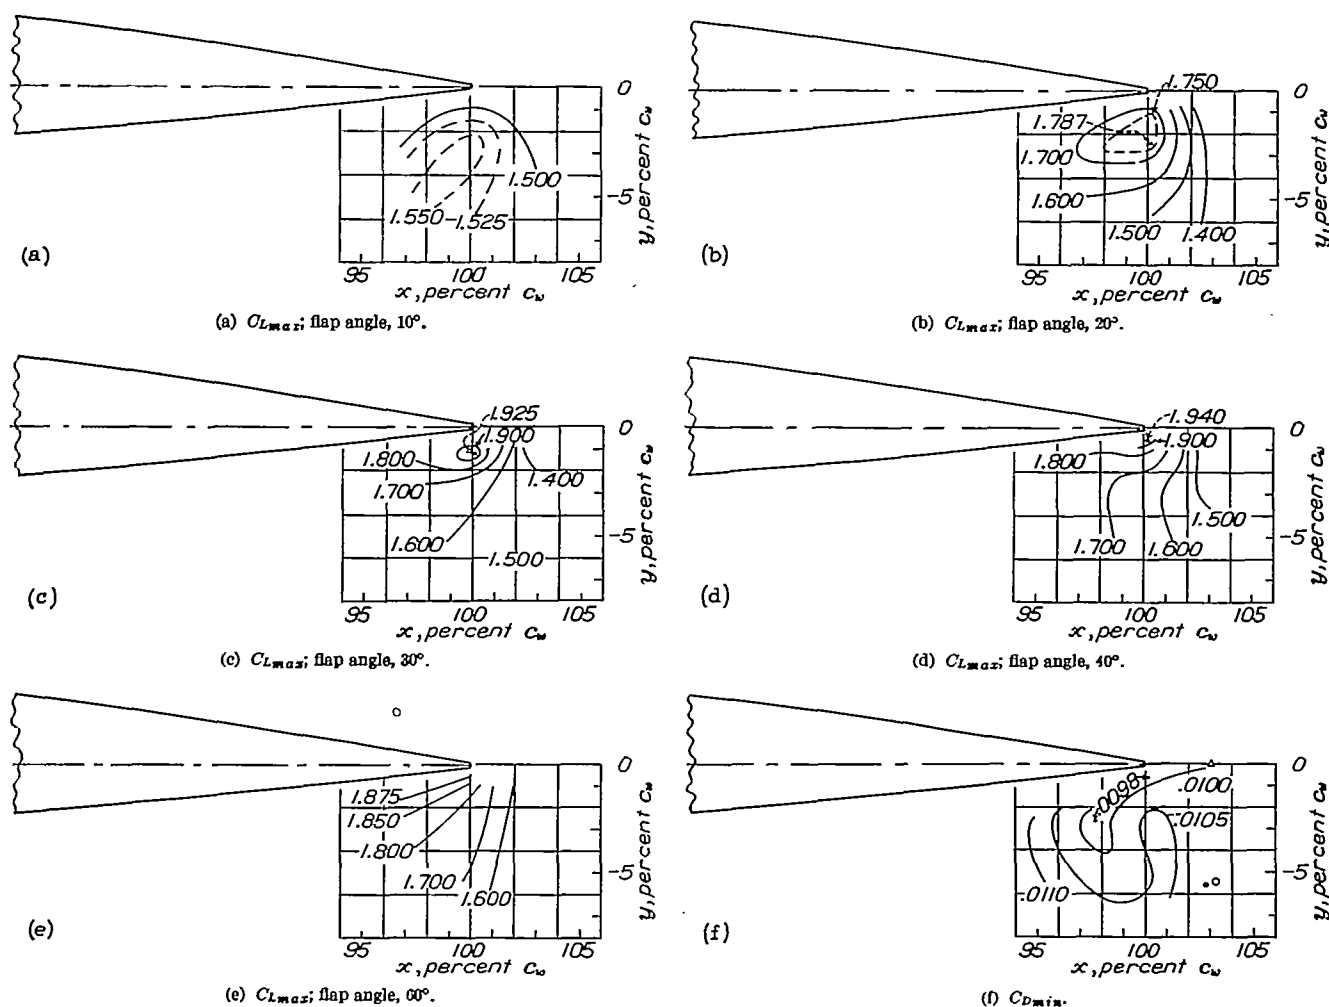 0
1.500
1.550
1.525
-5
y, percent c_w
(a)
95
100
105
x, percent c_w
(a) C_Lmax; flap angle, 10°.
1.750
0
1.787
1.700
1.600
1.500
1.400
-5
y, percent c_w
(b)
95
100
105
x, percent c_w
(b) C_Lmax; flap angle, 20°.
1.925
0
1.900
1.800
1.400
1.700
1.600
1.500
-5
y, percent c_w
(c)
95
100
105
x, percent c_w
(c) C_Lmax; flap angle, 30°.
1.940
0
1.900
1.800
1.500
1.700
1.600
-5
y, percent c_w
(d)
95
100
105
x, percent c_w
(d) C_Lmax; flap angle, 40°.
0
1.875
1.850
1.800
1.700
1.600
-5
y, percent c_w
(e)
95
100
105
x, percent c_w
(e) C_Lmax; flap angle, 60°.
0
.0098
.0100
.0105
.0110
-5
y, percent c_w
(f)
95
100
105
x, percent c_w
(f) C_Dmin.